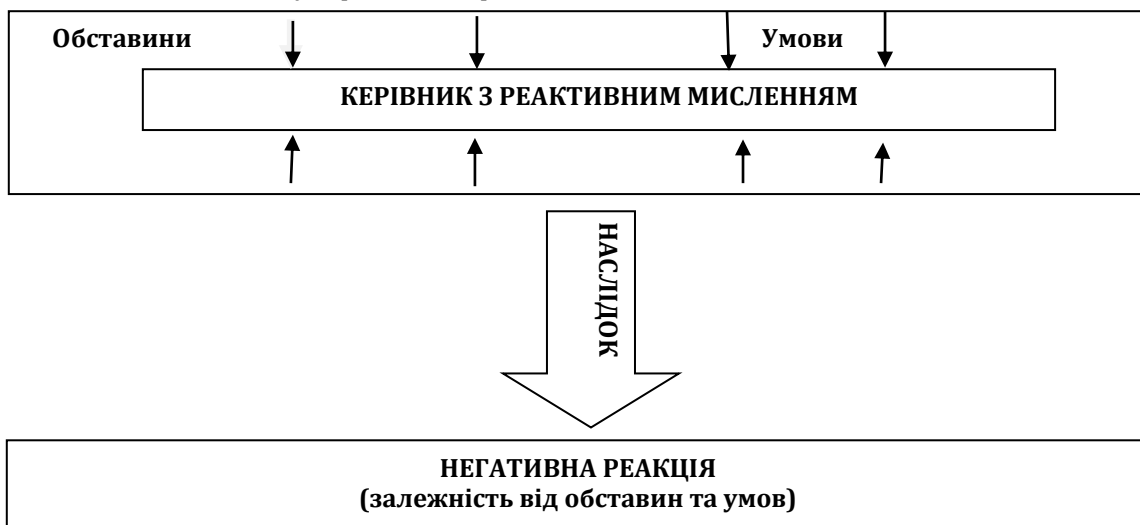 Обставини Умови
КЕРІВНИК З РЕАКТИВНИМ МИСЛЕННЯМ
НАСЛІДОК
НЕГАТИВНА РЕАКЦІЯ
(залежність від обставин та умов)